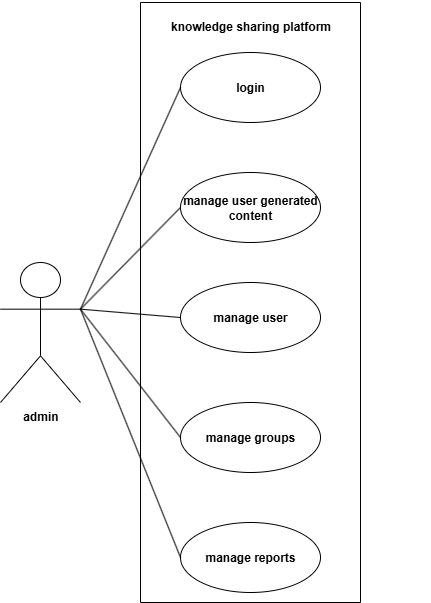 knowledge sharing platform
login
manage user generated
content
manage user
manage groups
admin
manage reports